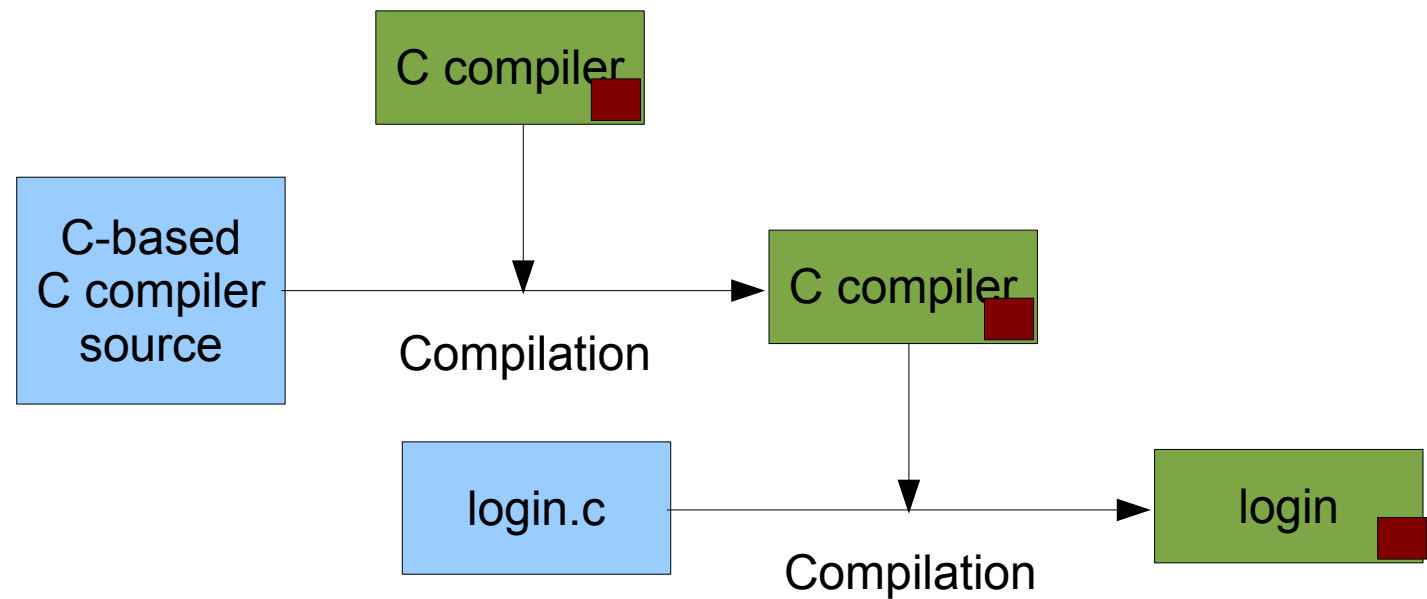 C compiler
C-based
C compiler
source
C compiler
Compilation
login.c
login
Compilation